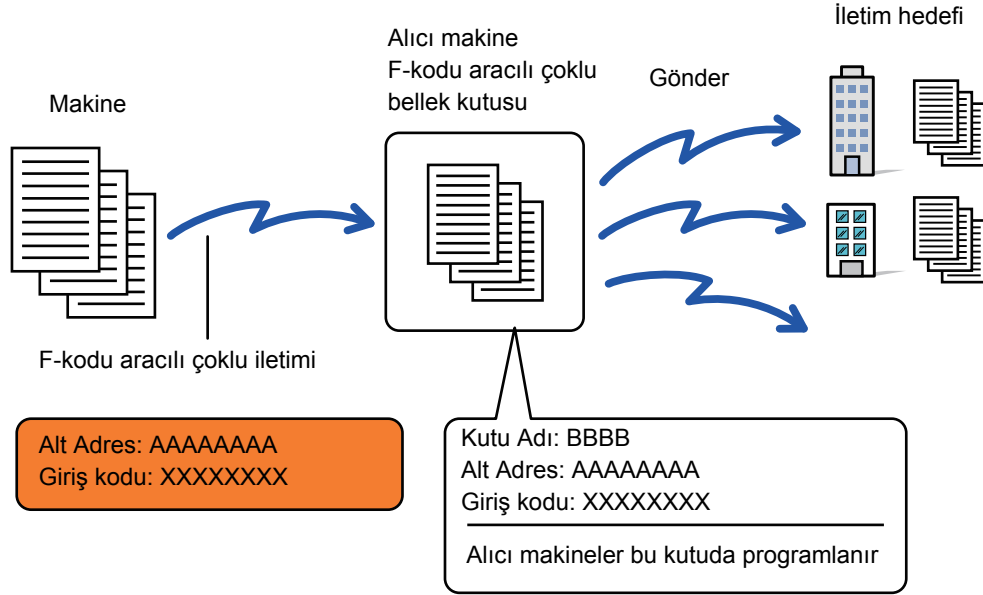 İletim hedefi
Alıcı makine
F-kodu aracılı çoklu
bellek kutusu
Gönder
Makine
F-kodu aracılı çoklu iletimi
Alt Adres: AAAAAAAA
Giriş kodu: XXXXXXXX
Kutu Adı: BBBB
Alt Adres: AAAAAAAA
Giriş kodu: XXXXXXXX
Alıcı makineler bu kutuda programlanır